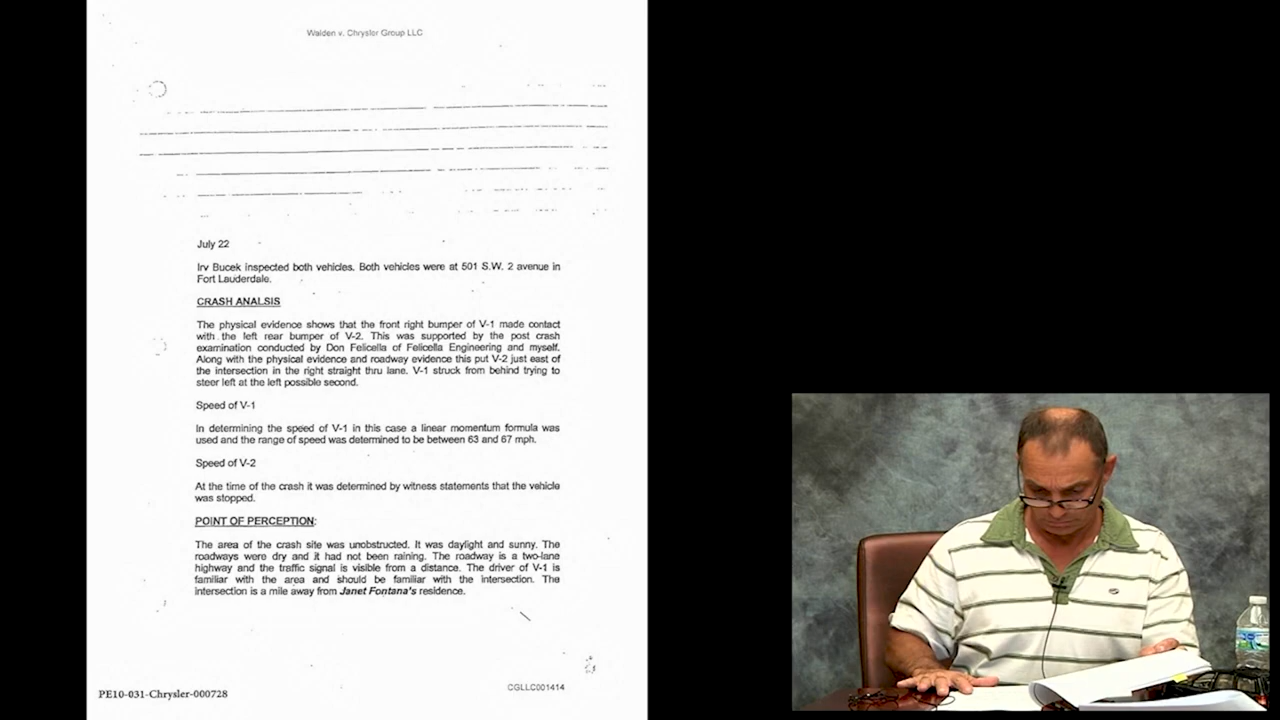 Walden v. Chrysler Group LLC
July 22
Irv Bucek inspected both vehicles. Both vehicles were at 501 S.W. 2 avenue in
Fort Lauderdale.
CRASH ANALSIS
The physical evidence shows that the front right bumper of V-1 made contact
with the left rear bumper of V-2. This was supported by the post crash
examination conducted by Don Felicella of Felicella Engineering and myself.
Along with the physical evidence and roadway evidence this put V-2 just east of
the intersection in the right straight thru lane. V-1 struck from behind trying to
steer left at the left possible second.
Speed of V-1
In determining the speed of V-1 in this case a linear momentum formula was
used and the range of speed was determined to be between 63 and 67 mph.
Speed of V-2
At the time of the crash it was determined by witness statements that the vehicle
was stopped.
POINT OF PERCEPTION:
The area of the crash site was unobstructed. It was daylight and sunny. The
roadways were dry and it had not been raining. The roadway is a two-lane
highway and the traffic signal is visible from a distance. The driver of V-1 is
familiar with the area and should be familiar with the intersection. The
intersection is a mile away from Janet Fontana's residence.
PE10-031-Chrysler-000728
CGLLC001414